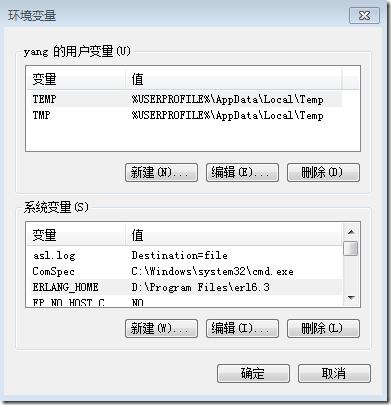 环境变量
yang 的用户变量(U)
变量 值
TEMP %USERPROFILE%\AppData\Local\Temp
TMP %USERPROFILE%\AppData\Local\Temp
新建(N)... 编辑(E)... 删除(D)
系统变量(S)
变量 值
asl.log Destination=file
ComSpec C:\Windows\system32\cmd.exe
ERLANG_HOME D:\Program Files\erl6.3
FP_NO_HOST_C NO
新建(W)... 编辑(I)... 删除(L)
确定 取消